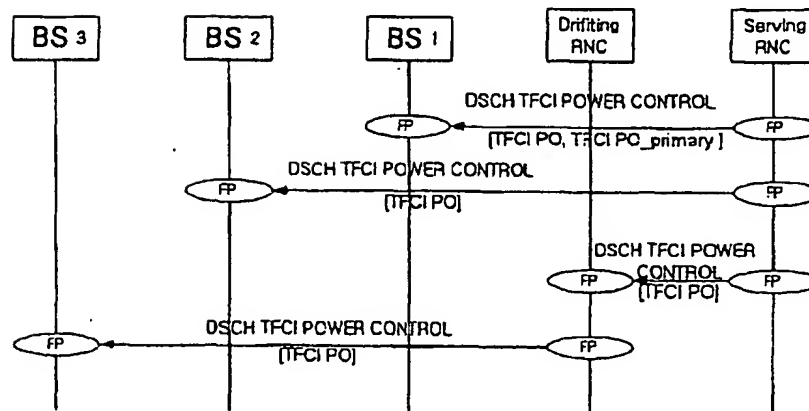 BS 3
BS 2
BS 1
Drifiting
RNC
Serving
RNC
DSCH TFCI POWER CONTROL
FP
FP
[TFCI PO, TFCI PO_primary ]
DSCH TFCI POWER CONTROL
FP
FP
[TFCI PO]
DSCH TFCI POWER
CONTROL
FP
FP
[TFCI PO]
DSCH TFCI POWER CONTROL
FP
FP
[TFCI PO]